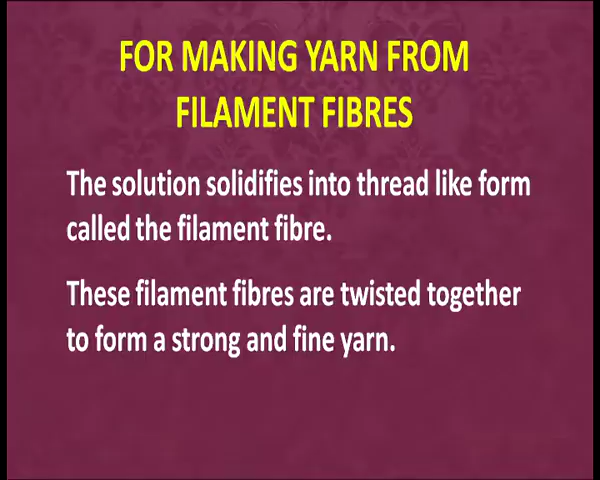 FOR MAKING YARN FROM
FILAMENT FIBRES
The solution solidifies into thread like form
called the filament fibre.
These filament fibres are twisted together
to form a strong and fine yarn.